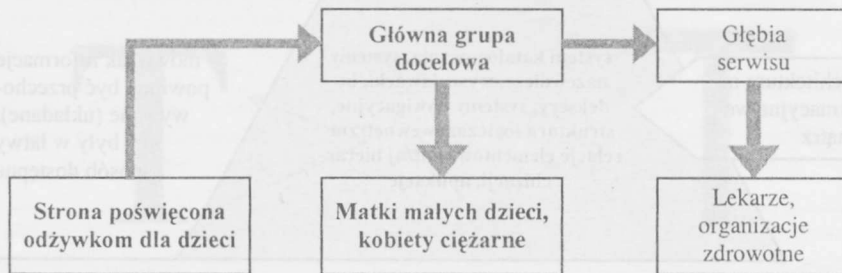 Główna grupa
docelowa
Głębia
serwisu
Strona poświęcona
odżywkom dla dzieci
Matki małych dzieci,
kobiety ciężarne
Lekarze,
organizacje
zdrowotne